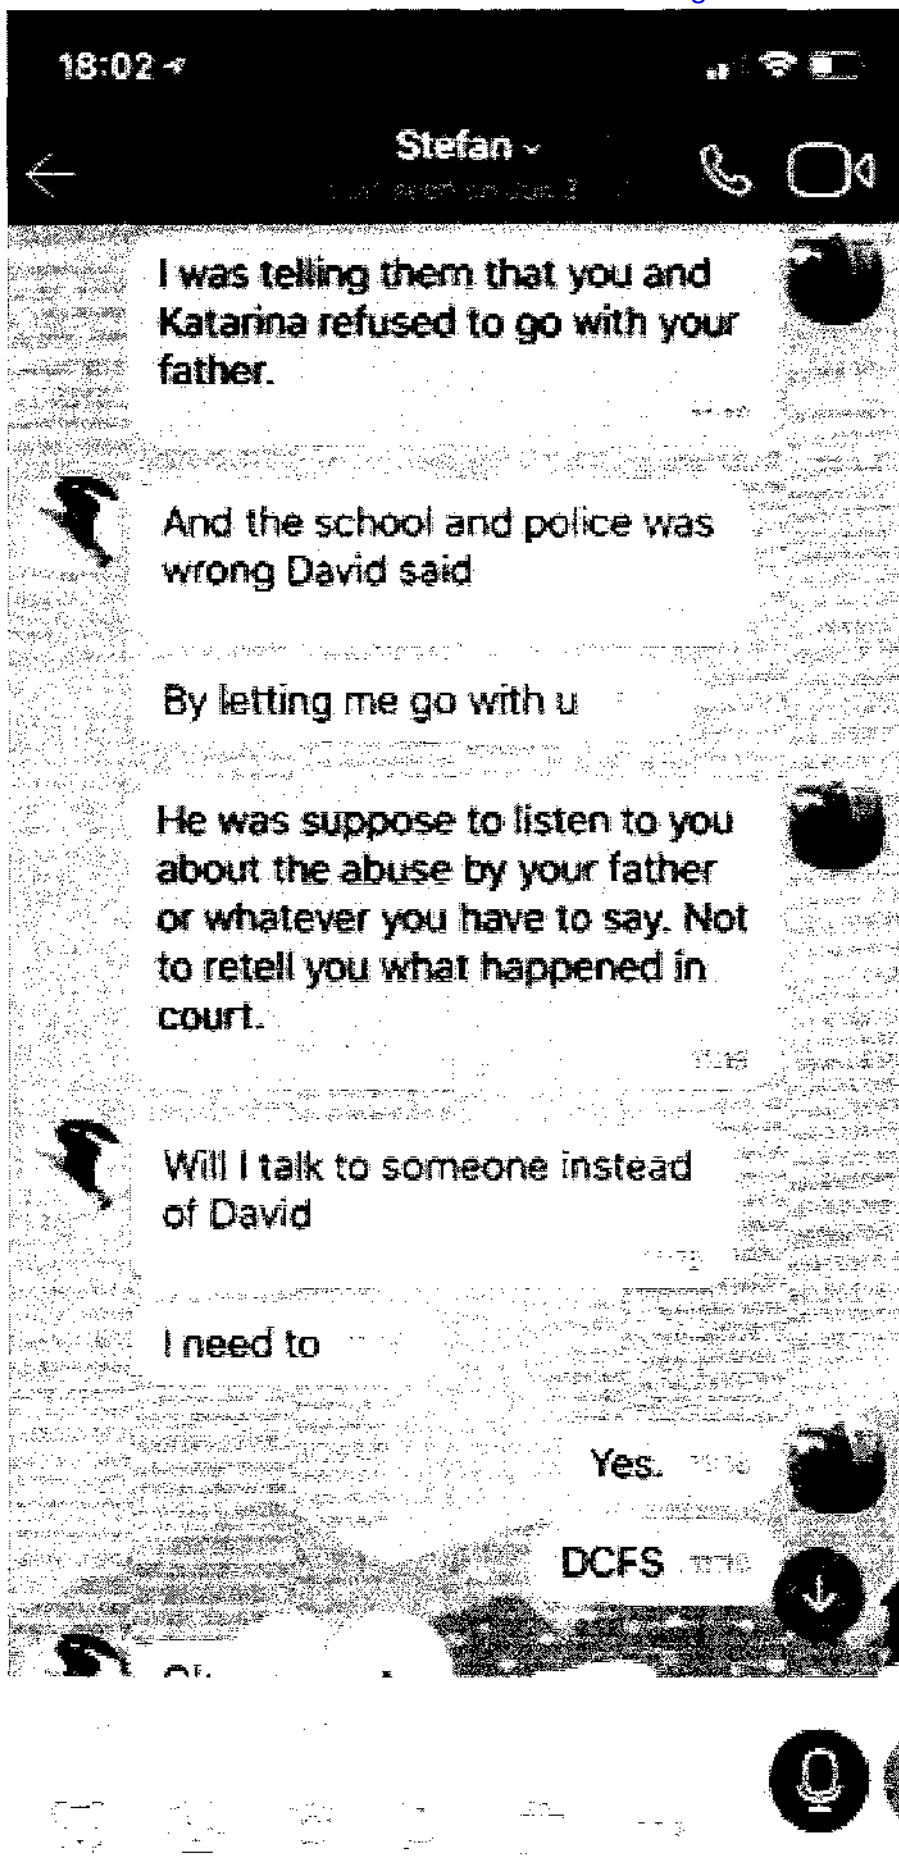 18:02
Stefan
I was telling them that you and
Katarina refused to go with your
father.
And the school and police was
wrong David said
By letting me go with u
He was suppose to listen to you
about the abuse by your father
or whatever you have to say. Not
to retell you what happened in
court.
Will I talk to someone instead
of David
I need to
Yes.
DCFS